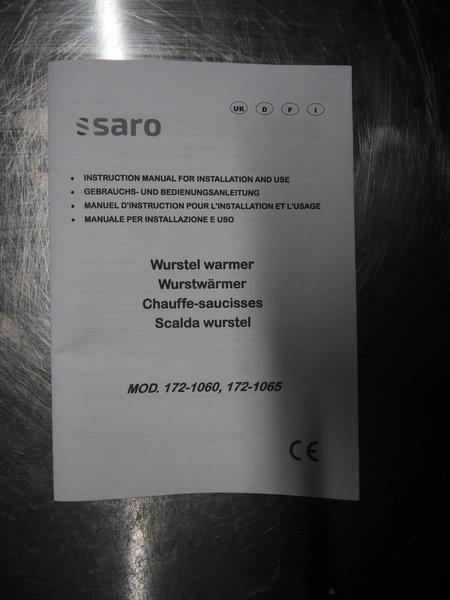 UK D F I
saro
• INSTRUCTION MANUAL FOR INSTALLATION AND USE
• GEBRAUCHS- UND BEDIENUNGSANLEITUNG
• MANUEL D'INSTRUCTION POUR L'INSTALLATION ET L'USAGE
• MANUALE PER INSTALLAZIONE E USO
Wurstel warmer
Wurstwärmer
Chauffe-saucisses
Scalda wurstel
MOD. 172-1060, 172-1065
CE